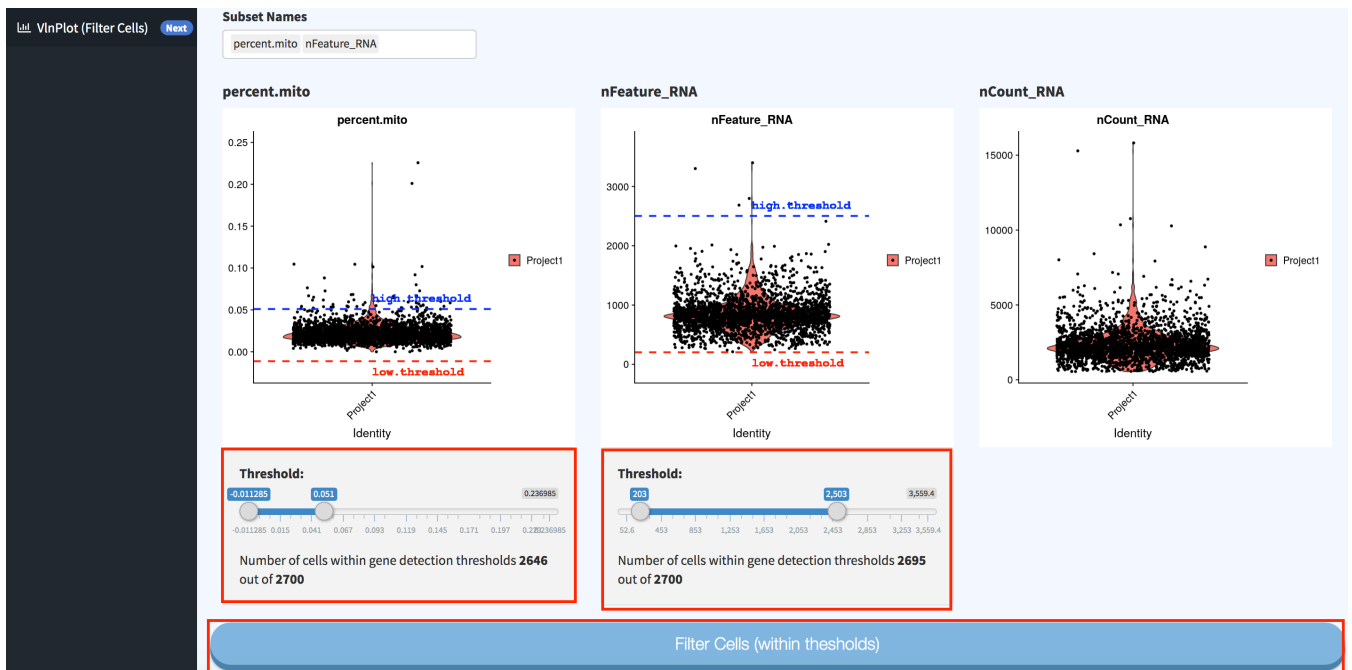 VlnPlot (Filter Cells) Next
Subset Names
percent.mito nFeature_RNA
percent.mito
percent.mito
0.25
0.20
0.15
0.10
0.05
0.00
high.threshold
low.threshold
Project1
Project1
Identity
Threshold:
-0.011285 0.051 0.236985
-0.011285 0.015 0.041 0.067 0.093 0.119 0.145 0.171 0.197
Number of cells within gene detection thresholds 2646
out of 2700
nFeature_RNA
nFeature_RNA
3000
2000
1000
0
high.threshold
low.threshold
Project1
Project1
Identity
Threshold:
203 2,503 3,559.4
52.6 453 853 1,253 1,653 2,053 2,453 2,853 3,253 3,559.4
Number of cells within gene detection thresholds 2695
out of 2700
nCount_RNA
nCount_RNA
15000
10000
5000
0
Project1
Project1
Identity
Filter Cells (within thesholds)